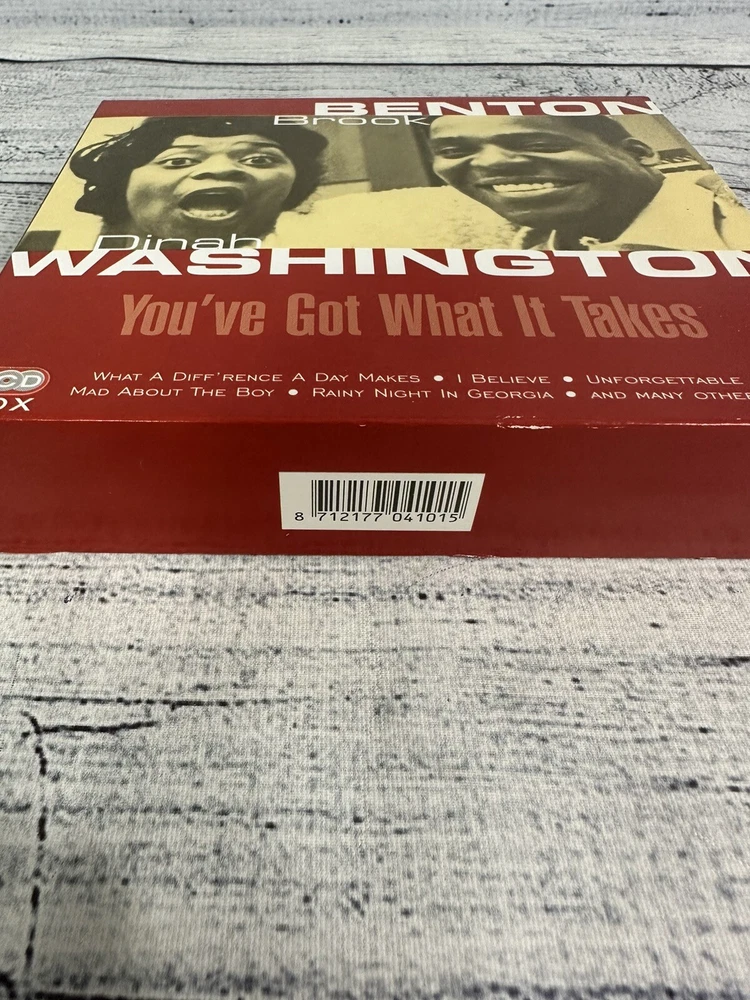 BENTON
Brook
Dinah
WASHINGTON
You've Got What It Takes
CD
WHAT A DIFF'RENCE A DAY MAKES • I BELIEVE • UNFORGETTABLE
MAD ABOUT THE BOY • RAINY NIGHT IN GEORGIA • AND MANY OTHE
8 712177 041015